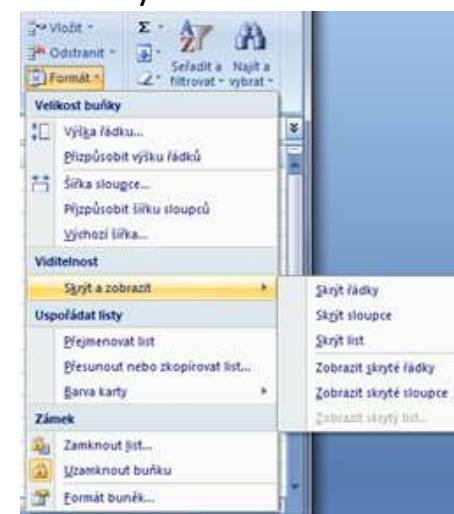 Vložit
Odstranit
Formát
Σ
Seřadit a
filtrovat
Najít a
vybrat
Velikost buňky
Výška řádku...
Přizpůsobit výšku řádků
Šířka sloupce...
Přizpůsobit šířku sloupců
Výchozí šířka...
Viditelnost
Skrýt a zobrazit
Skrýt řádky
Skrýt sloupce
Skrýt list
Zobrazit skryté řádky
Zobrazit skryté sloupce
Zobrazit skrytý list...
Uspořádat listy
Přejmenovat list
Přesunout nebo zkopírovat list...
Barva karty
Zámek
Zamknout list...
Uzamknout buňku
Formát buněk...